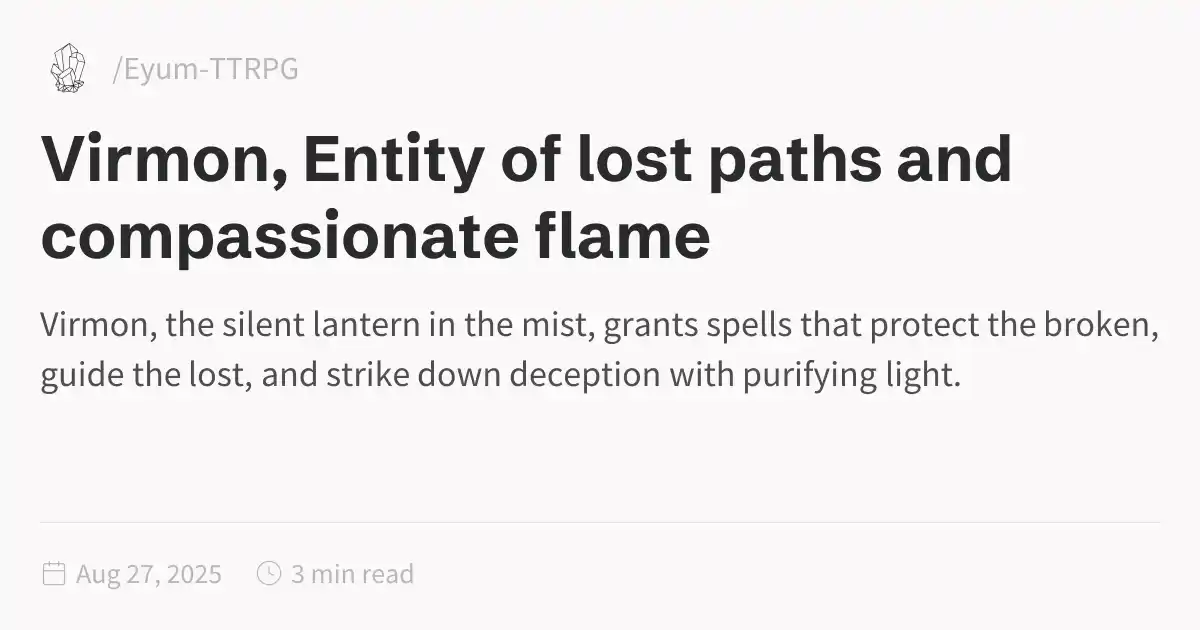 /Eyum-TTRPG
Virmon, Entity of lost paths and
compassionate flame
Virmon, the silent lantern in the mist, grants spells that protect the broken,
guide the lost, and strike down deception with purifying light.
Aug 27, 2025 3 min read